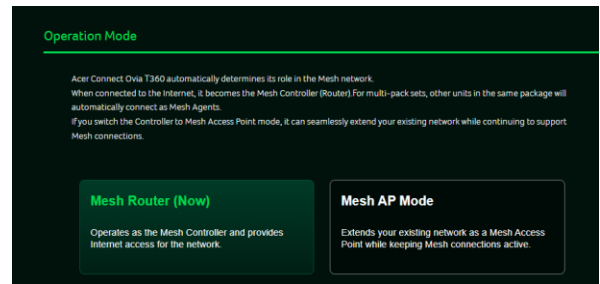 Operation Mode
Acer Connect Ovia T360 automatically determines its role in the Mesh network.
When connected to the Internet, it becomes the Mesh Controller (Router).For multi-pack sets, other units in the same package will
automatically connect as Mesh Agents.
If you switch the Controller to Mesh Access Point mode, it can seamlessly extend your existing network while continuing to support
Mesh connections.
Mesh Router (Now)
Operates as the Mesh Controller and provides
Internet access for the network.
Mesh AP Mode
Extends your existing network as a Mesh Access
Point while keeping Mesh connections active.